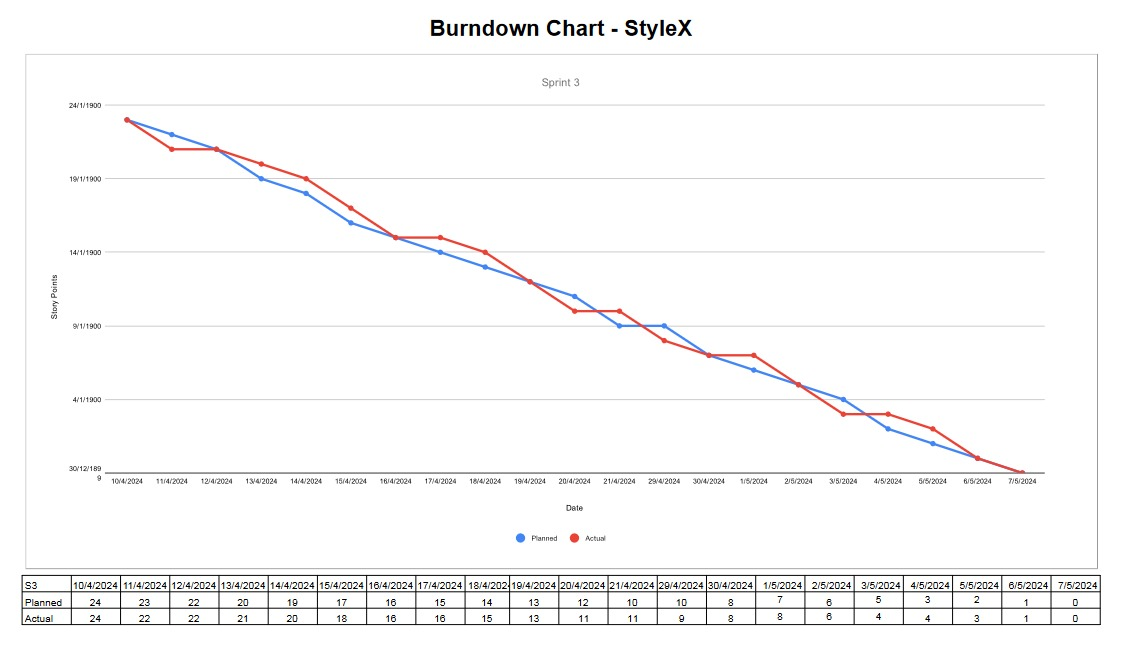 Burndown Chart - StyleX
Sprint 3
24/1/1900
19/1/1900
14/1/1900
9/1/1900
4/1/1900
30/12/189
9
Story Points
10/4/2024 11/4/2024 12/4/2024 13/4/2024 14/4/2024 15/4/2024 16/4/2024 17/4/2024 18/4/2024 19/4/2024 20/4/2024 21/4/2024 29/4/2024 30/4/2024 1/5/2024 2/5/2024 3/5/2024 4/5/2024 5/5/2024 6/5/2024 7/5/2024
Date
Planned Actual
S3 10/4/2024 11/4/2024 12/4/2024 13/4/2024 14/4/2024 15/4/2024 16/4/2024 17/4/2024 18/4/2024 19/4/2024 20/4/2024 21/4/2024 29/4/2024 30/4/2024 1/5/2024 2/5/2024 3/5/2024 4/5/2024 5/5/2024 6/5/2024 7/5/2024
Planned 24 23 22 20 19 17 16 15 14 13 12 10 10 8 7 6 5 3 2 1 0
Actual 24 22 22 21 20 18 16 16 15 13 11 11 9 8 8 6 4 4 3 1 0